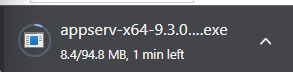 appserv-x64-9.3.0....exe
8.4/94.8 MB, 1 min left